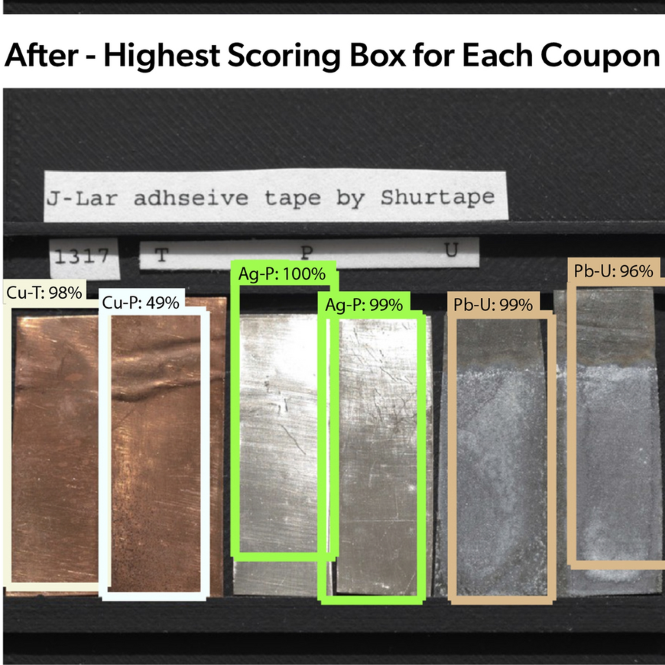 After - Highest Scoring Box for Each Coupon
J-Lar adhseive tape by Shurtape
1317 T P U
Ag-P: 100%
Pb-U: 96%
Cu-T: 98%
Cu-P: 49%
Ag-P: 99%
Pb-U: 99%